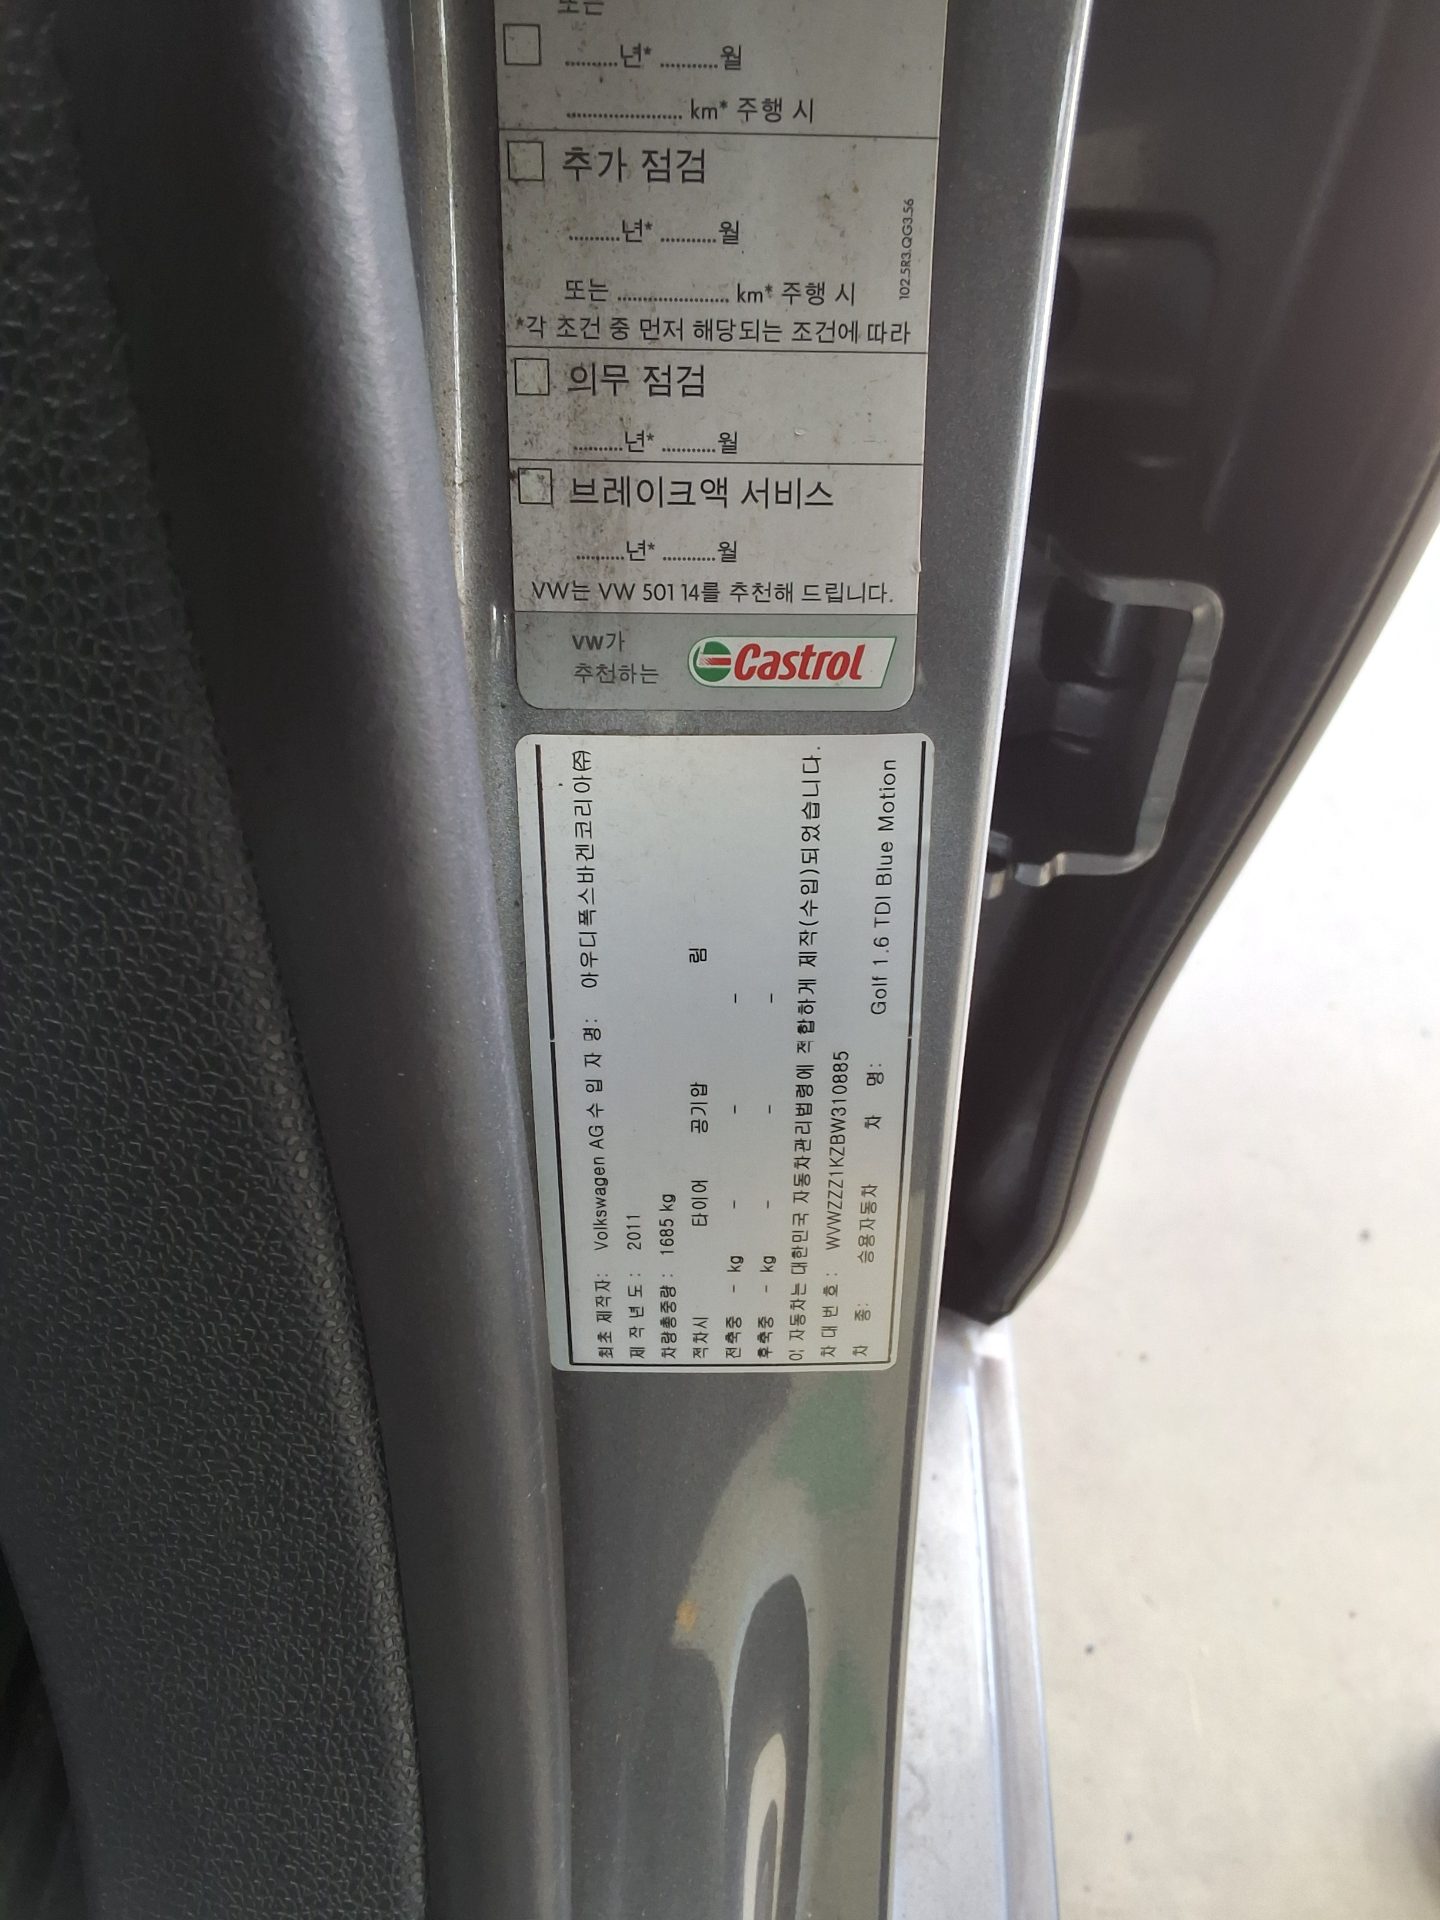 또는
..........년* ...........월
...................... km* 주행 시
추가 점검
..........년* ...........월
또는 ...................... km* 주행 시
*각 조건 중 먼저 해당되는 조건에 따라
102.5R3.QG3.56
의무 점검
..........년* ...........월
브레이크액 서비스
..........년* ...........월
VW는 VW 501 14를 추천해 드립니다.
VW가
추천하는
Castrol
최초 제작자: Volkswagen AG 수 입 자 명: 아우디폭스바겐코리아㈜
제 작 년 도 : 2011
차량총중량 : 1685 kg
적차시 타이어 공기압 림
전축중 - kg - - -
후축중 - kg - - -
이 자동차는 대한민국 자동차관리법령에 적합하게 제작(수입)되었습니다.
차 대 번 호 : WVWZZZ1KZBW310885
차 종: 승용자동차 차 명: Golf 1.6 TDI Blue Motion